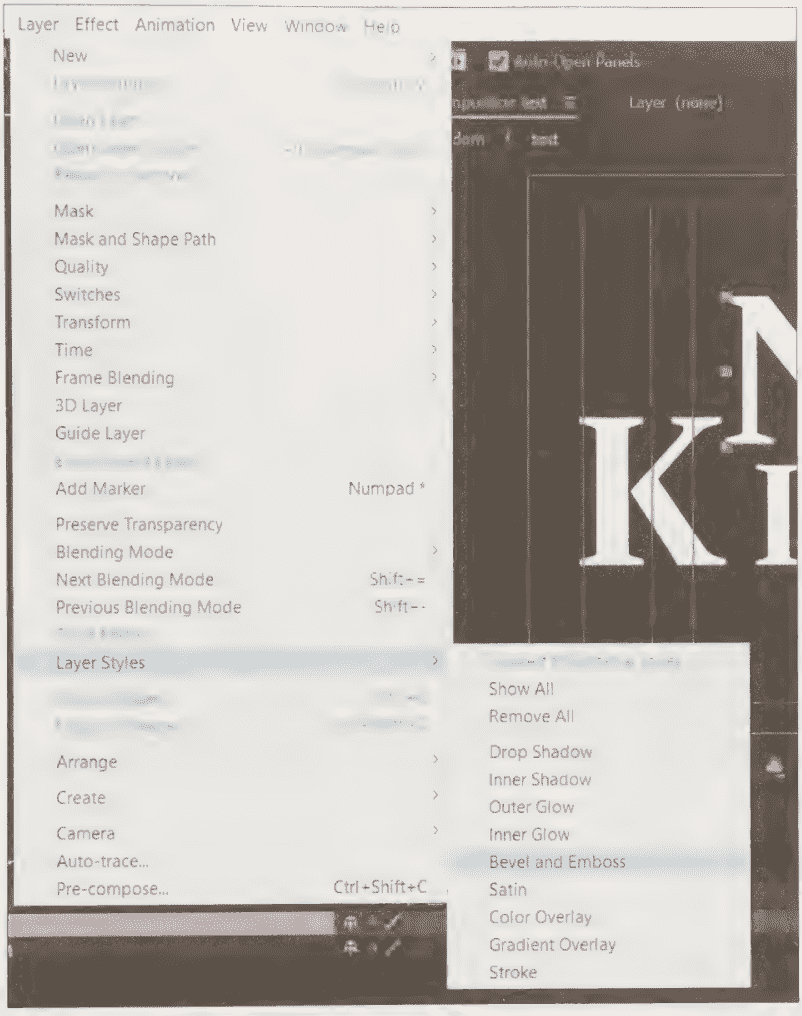 Layer Effect Animation View Window Help
New
Auto-Open Panels
test
Layer (none)
test
Mask
Mask and Shape Path
Quality
Switches
Transform
Time
Frame Blending
3D Layer
Guide Layer
Add Marker Numpad *
Preserve Transparency
Blending Mode
Next Blending Mode Shift+=
Previous Blending Mode Shift+-
Layer Styles
Arrange
Create
Camera
Auto-trace...
Pre-compose... Ctrl+Shift+C
Show All
Remove All
Drop Shadow
Inner Shadow
Outer Glow
Inner Glow
Bevel and Emboss
Satin
Color Overlay
Gradient Overlay
Stroke
N
K